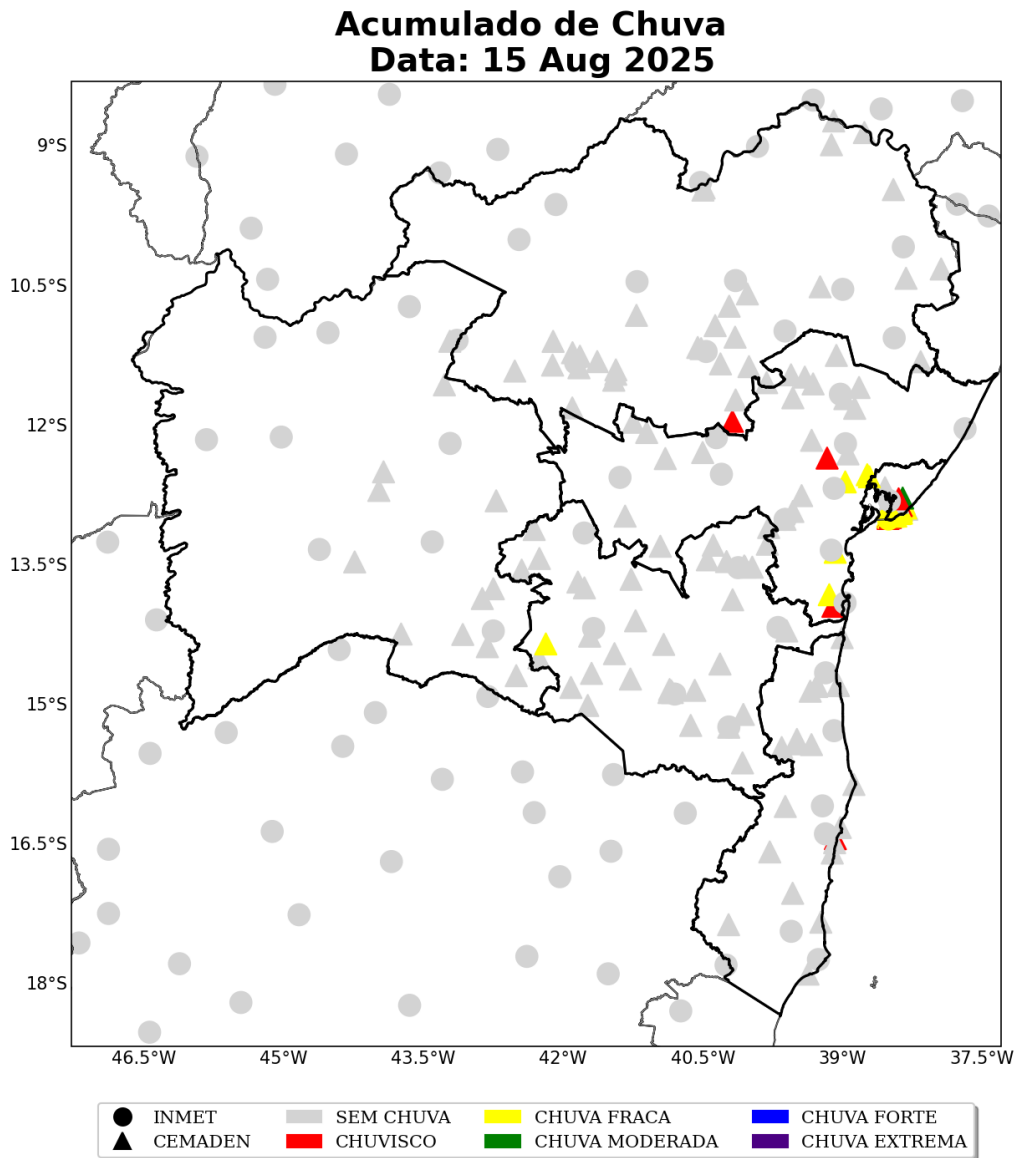 Acumulado de Chuva
Data: 15 Aug 2025
9°S
10.5°S
12°S
13.5°S
15°S
16.5°S
18°S
46.5°W 45°W 43.5°W 42°W 40.5°W 39°W 37.5°W
INMET SEM CHUVA CHUVA FRACA CHUVA FORTE
CEMADEN CHUVISCO CHUVA MODERADA CHUVA EXTREMA